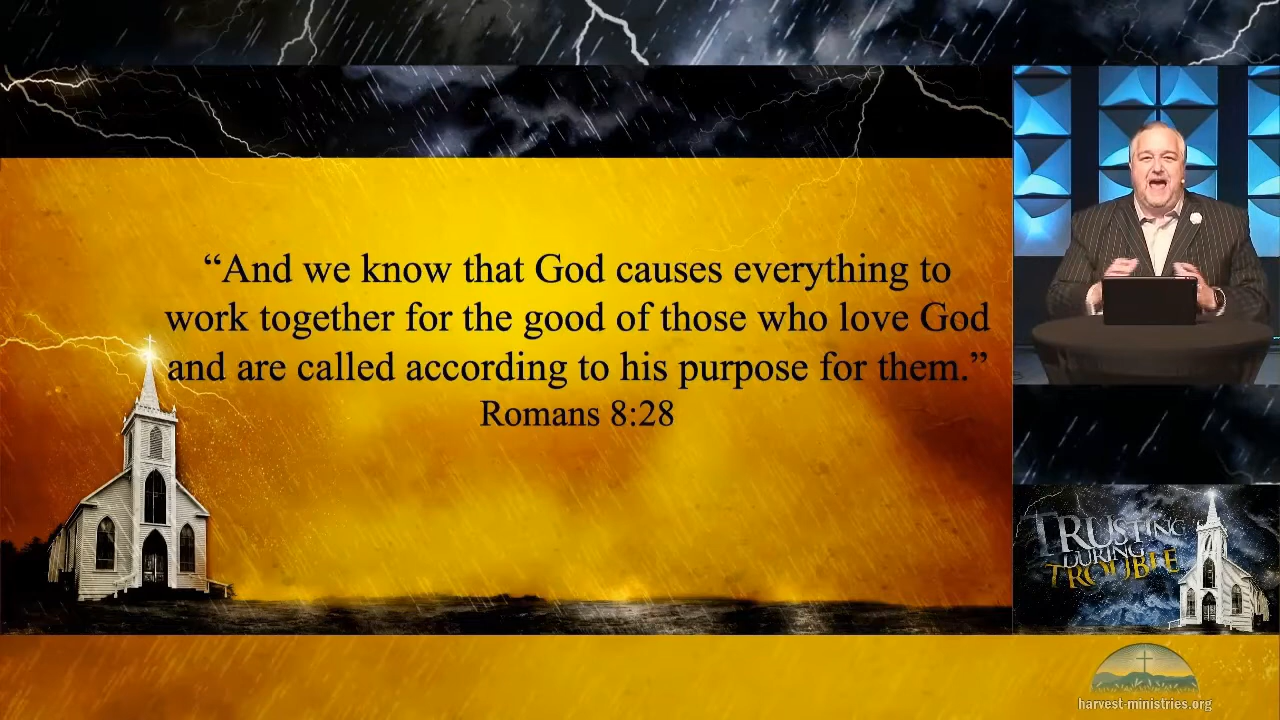 “And we know that God causes everything to
work together for the good of those who love God
and are called according to his purpose for them.”
Romans 8:28
TRUSTING
DURING
TROUBLE
harvest-ministries.org